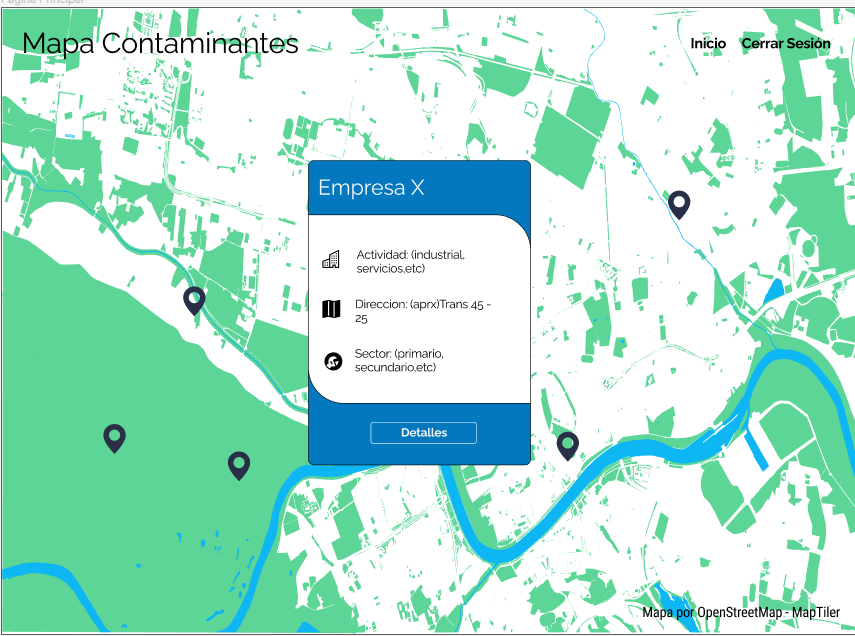 Pagina Principal
Mapa Contaminantes
Inicio Cerrar Sesión
Empresa X
Actividad: (industrial,
servicios,etc)
Direccion: (aprx)Trans 45 -
25
Sector: (primario,
secundario,etc)
Detalles
Mapa por OpenStreetMap - MapTiler